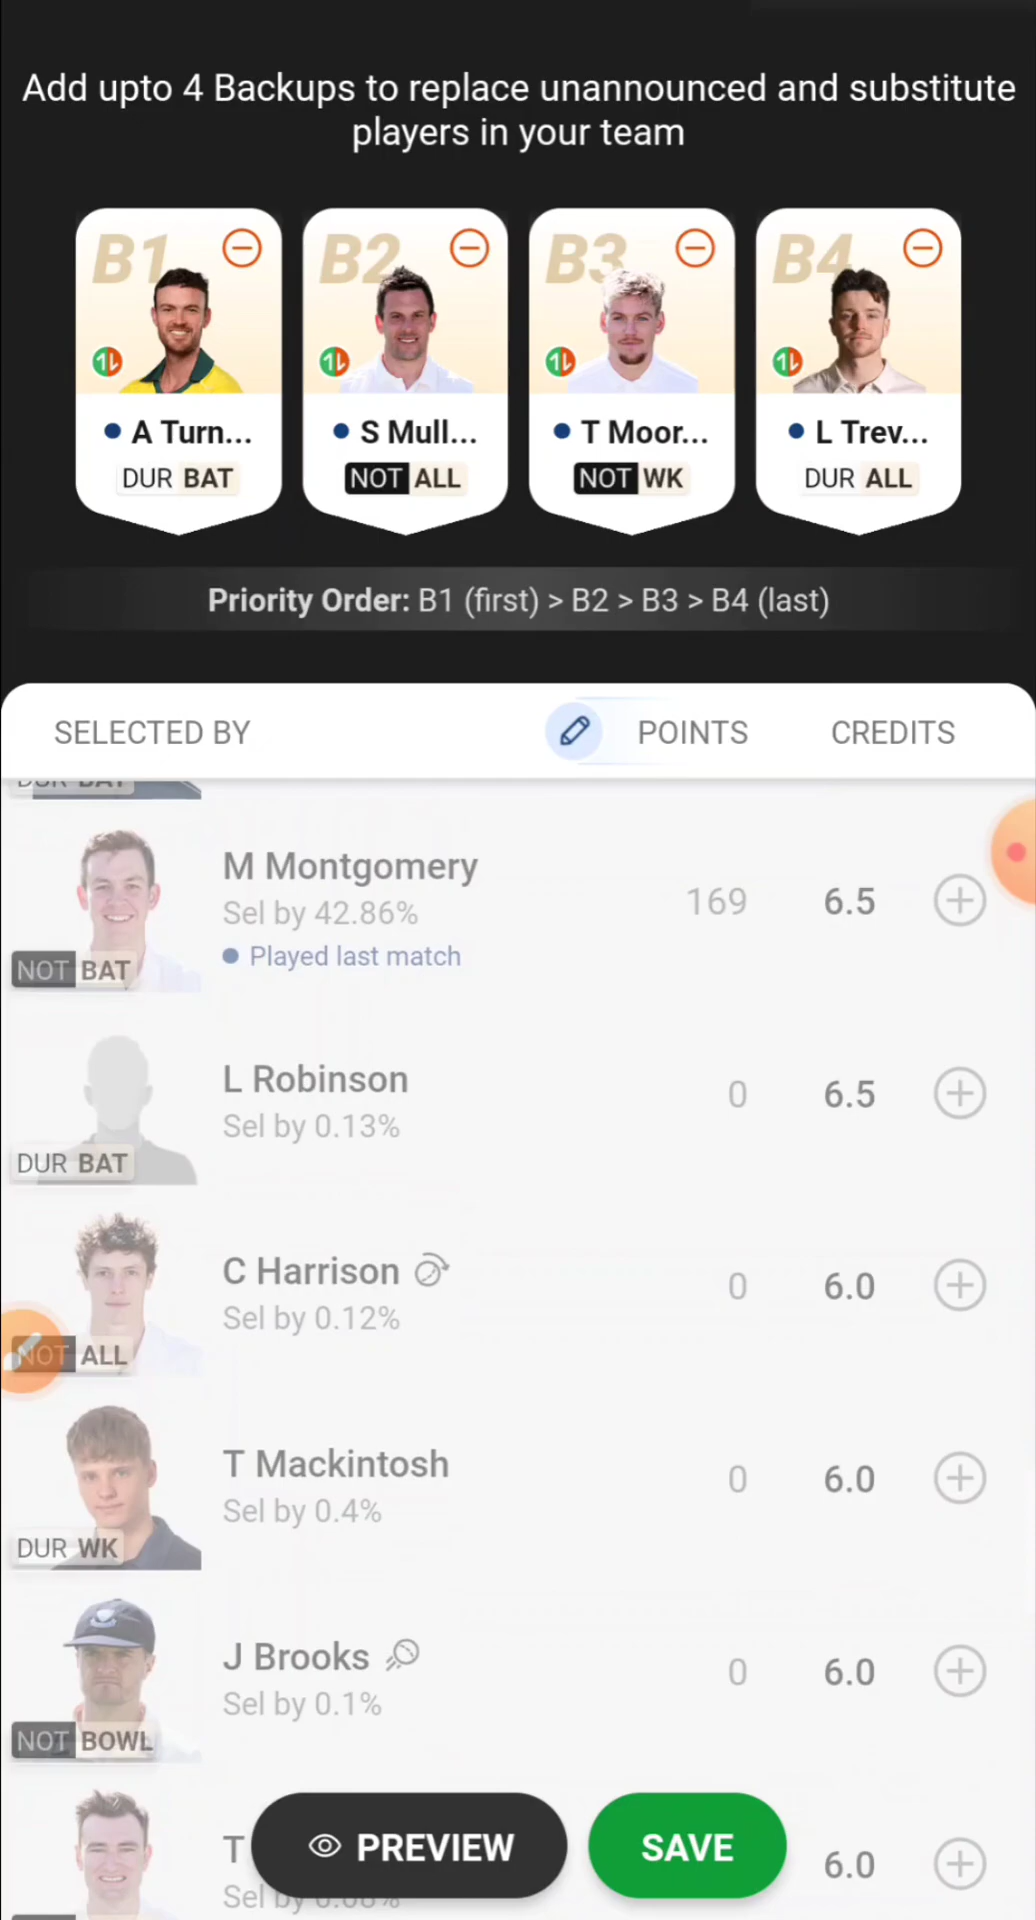 Add upto 4 Backups to replace unannounced and substitute
players in your team
B1 B2 B3 B4
A Turn... S Mull... T Moor... L Trev...
DUR BAT NOT ALL NOT WK DUR ALL
Priority Order: B1 (first) > B2 > B3 > B4 (last)
SELECTED BY POINTS CREDITS
DUR BAT
M Montgomery
Sel by 42.86% 169 6.5
Played last match
NOT BAT
L Robinson
Sel by 0.13% 0 6.5
DUR BAT
C Harrison
Sel by 0.12% 0 6.0
NOT ALL
T Mackintosh
Sel by 0.4% 0 6.0
DUR WK
J Brooks
Sel by 0.1% 0 6.0
NOT BOWL
T PREVIEW SAVE 6.0
Sel by